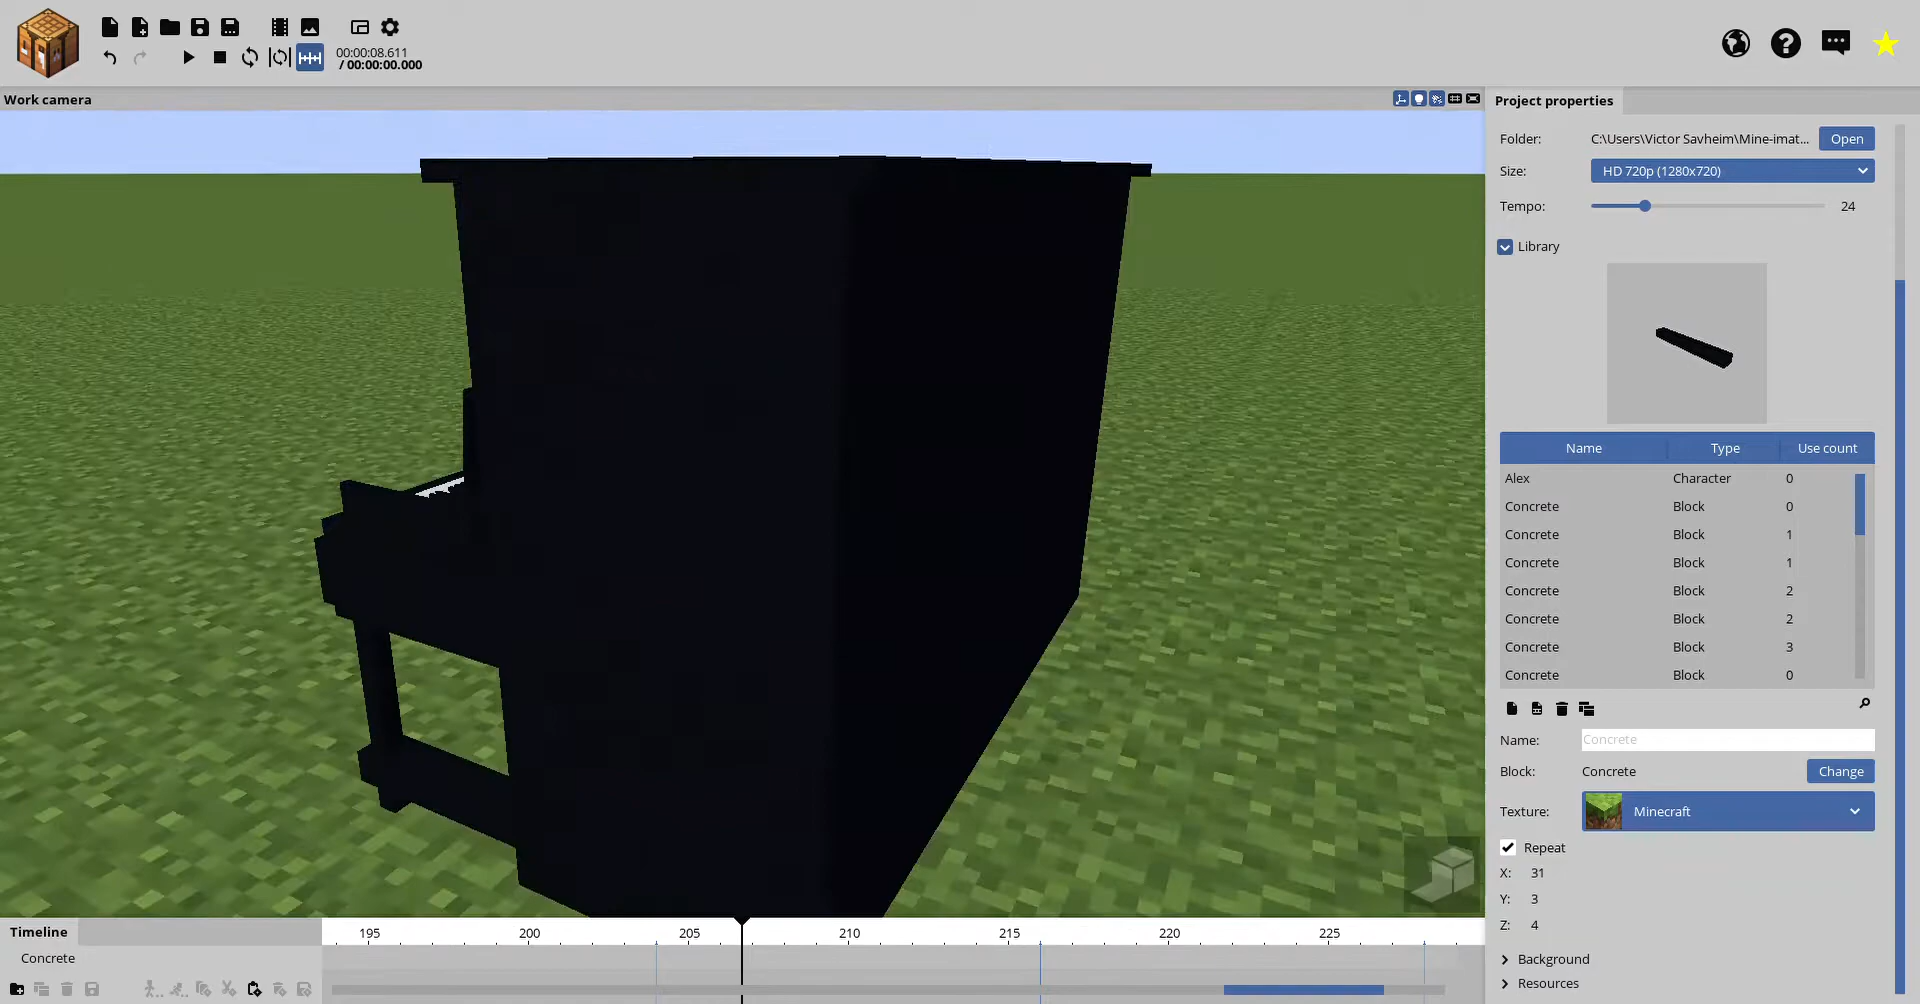 00:00:08.611
/ 00:00:00.000
Work camera
Project properties
Folder: C:\Users\Victor Savheim\Mine-imat... Open
Size: HD 720p (1280x720)
Tempo: 24
Library
Name Type Use count
Alex Character 0
Concrete Block 0
Concrete Block 1
Concrete Block 1
Concrete Block 2
Concrete Block 2
Concrete Block 3
Concrete Block 0
Name: Concrete
Block: Concrete Change
Texture: Minecraft
Repeat
X: 31
Y: 3
Z: 4
Background
Resources
Timeline
195 200 205 210 215 220 225
Concrete